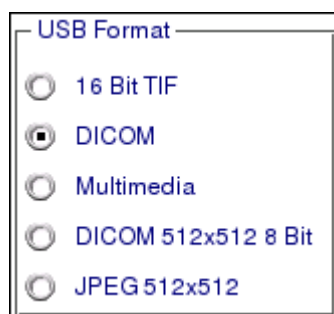 USB Format
16 Bit TIF
DICOM
Multimedia
DICOM 512x512 8 Bit
JPEG 512x512